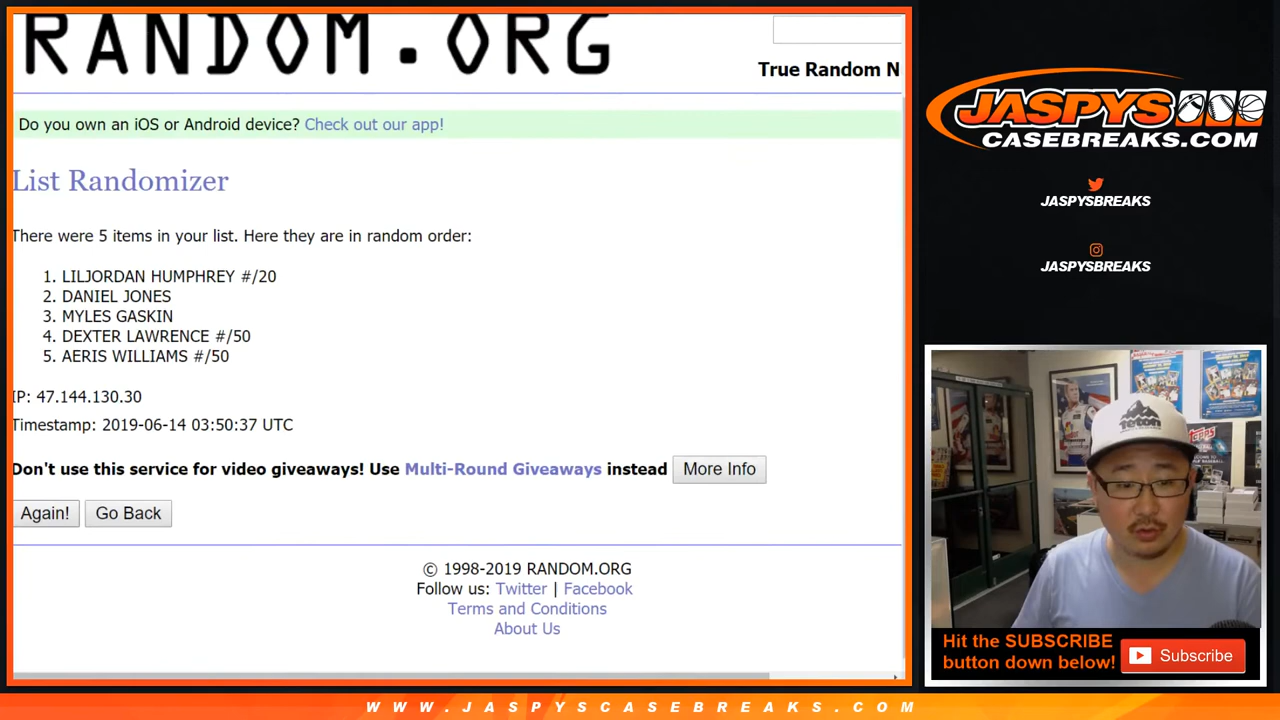 RANDOM.ORG
True Random N
Do you own an iOS or Android device? Check out our app!
List Randomizer
There were 5 items in your list. Here they are in random order:
1. LILJORDAN HUMPHREY #/20
2. DANIEL JONES
3. MYLES GASKIN
4. DEXTER LAWRENCE #/50
5. AERIS WILLIAMS #/50
IP: 47.144.130.30
Timestamp: 2019-06-14 03:50:37 UTC
Don't use this service for video giveaways! Use Multi-Round Giveaways instead More Info
Again! Go Back
© 1998-2019 RANDOM.ORG
Follow us: Twitter | Facebook
Terms and Conditions
About Us
JASPYS
CASEBREAKS.COM
JASPYSBREAKS
JASPYSBREAKS
Teton
topps
Hit the SUBSCRIBE
button down below!
Subscribe
WWW.JASPYSCASEBREAKS.COM